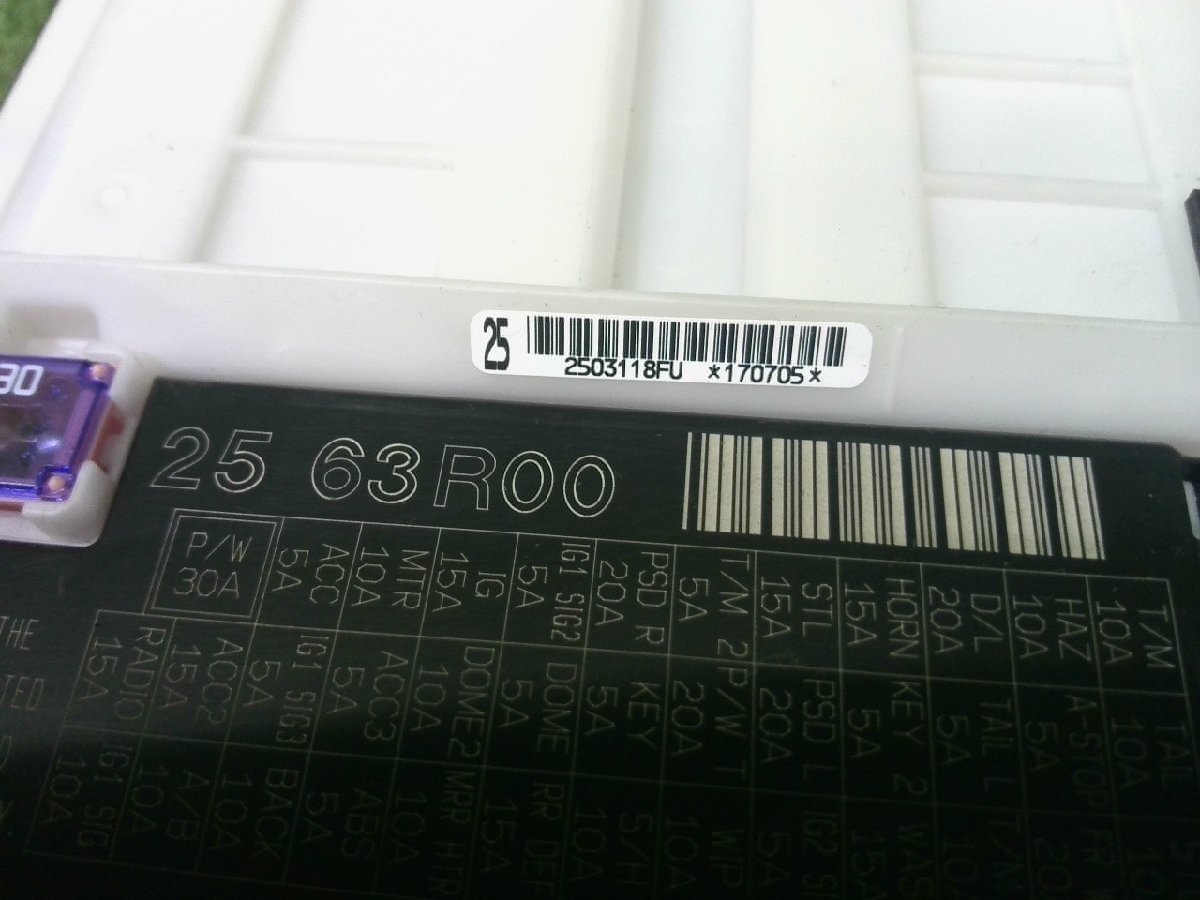 25
2503118FU *170705*
30
25 63R00
P/W
30A
ACC
5A
MTR
10A
IG
15A
IG1 SIG2
5A
PSD R
20A
T/M 2
5A
STL
15A
HORN
15A
D/L
20A
HAZ
10A
T/M
10A
THE
RADIO
15A
ACC2
15A
IG1 SIG3
5A
ACC3
5A
DOME2
10A
DOME
5A
KEY
5A
P/W T
20A
PSD L
20A
KEY 2
5A
TAIL L
5A
A-STOP
5A
TAIL
10A
IG1 SIG
10A
A/B
10A
BACK
10A
ABS
5A
MRR HTR
10A
RR DEF
15A
S/H
10A
10A
IG2
5A
15A